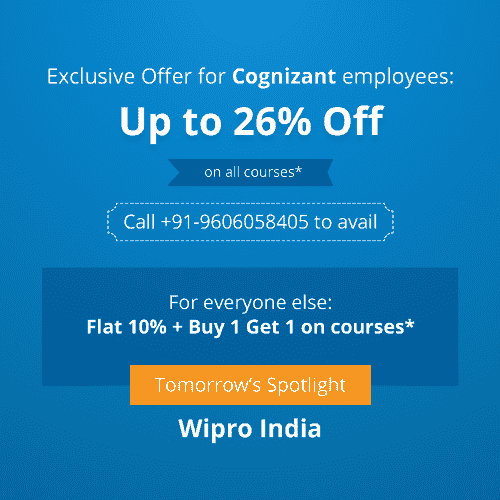 Exclusive Offer for Cognizant employees:
Up to 26% Off
on all courses*
Call +91-9606058405 to avail
For everyone else:
Flat 10% + Buy 1 Get 1 on courses*
Tomorrow's Spotlight
Wipro India